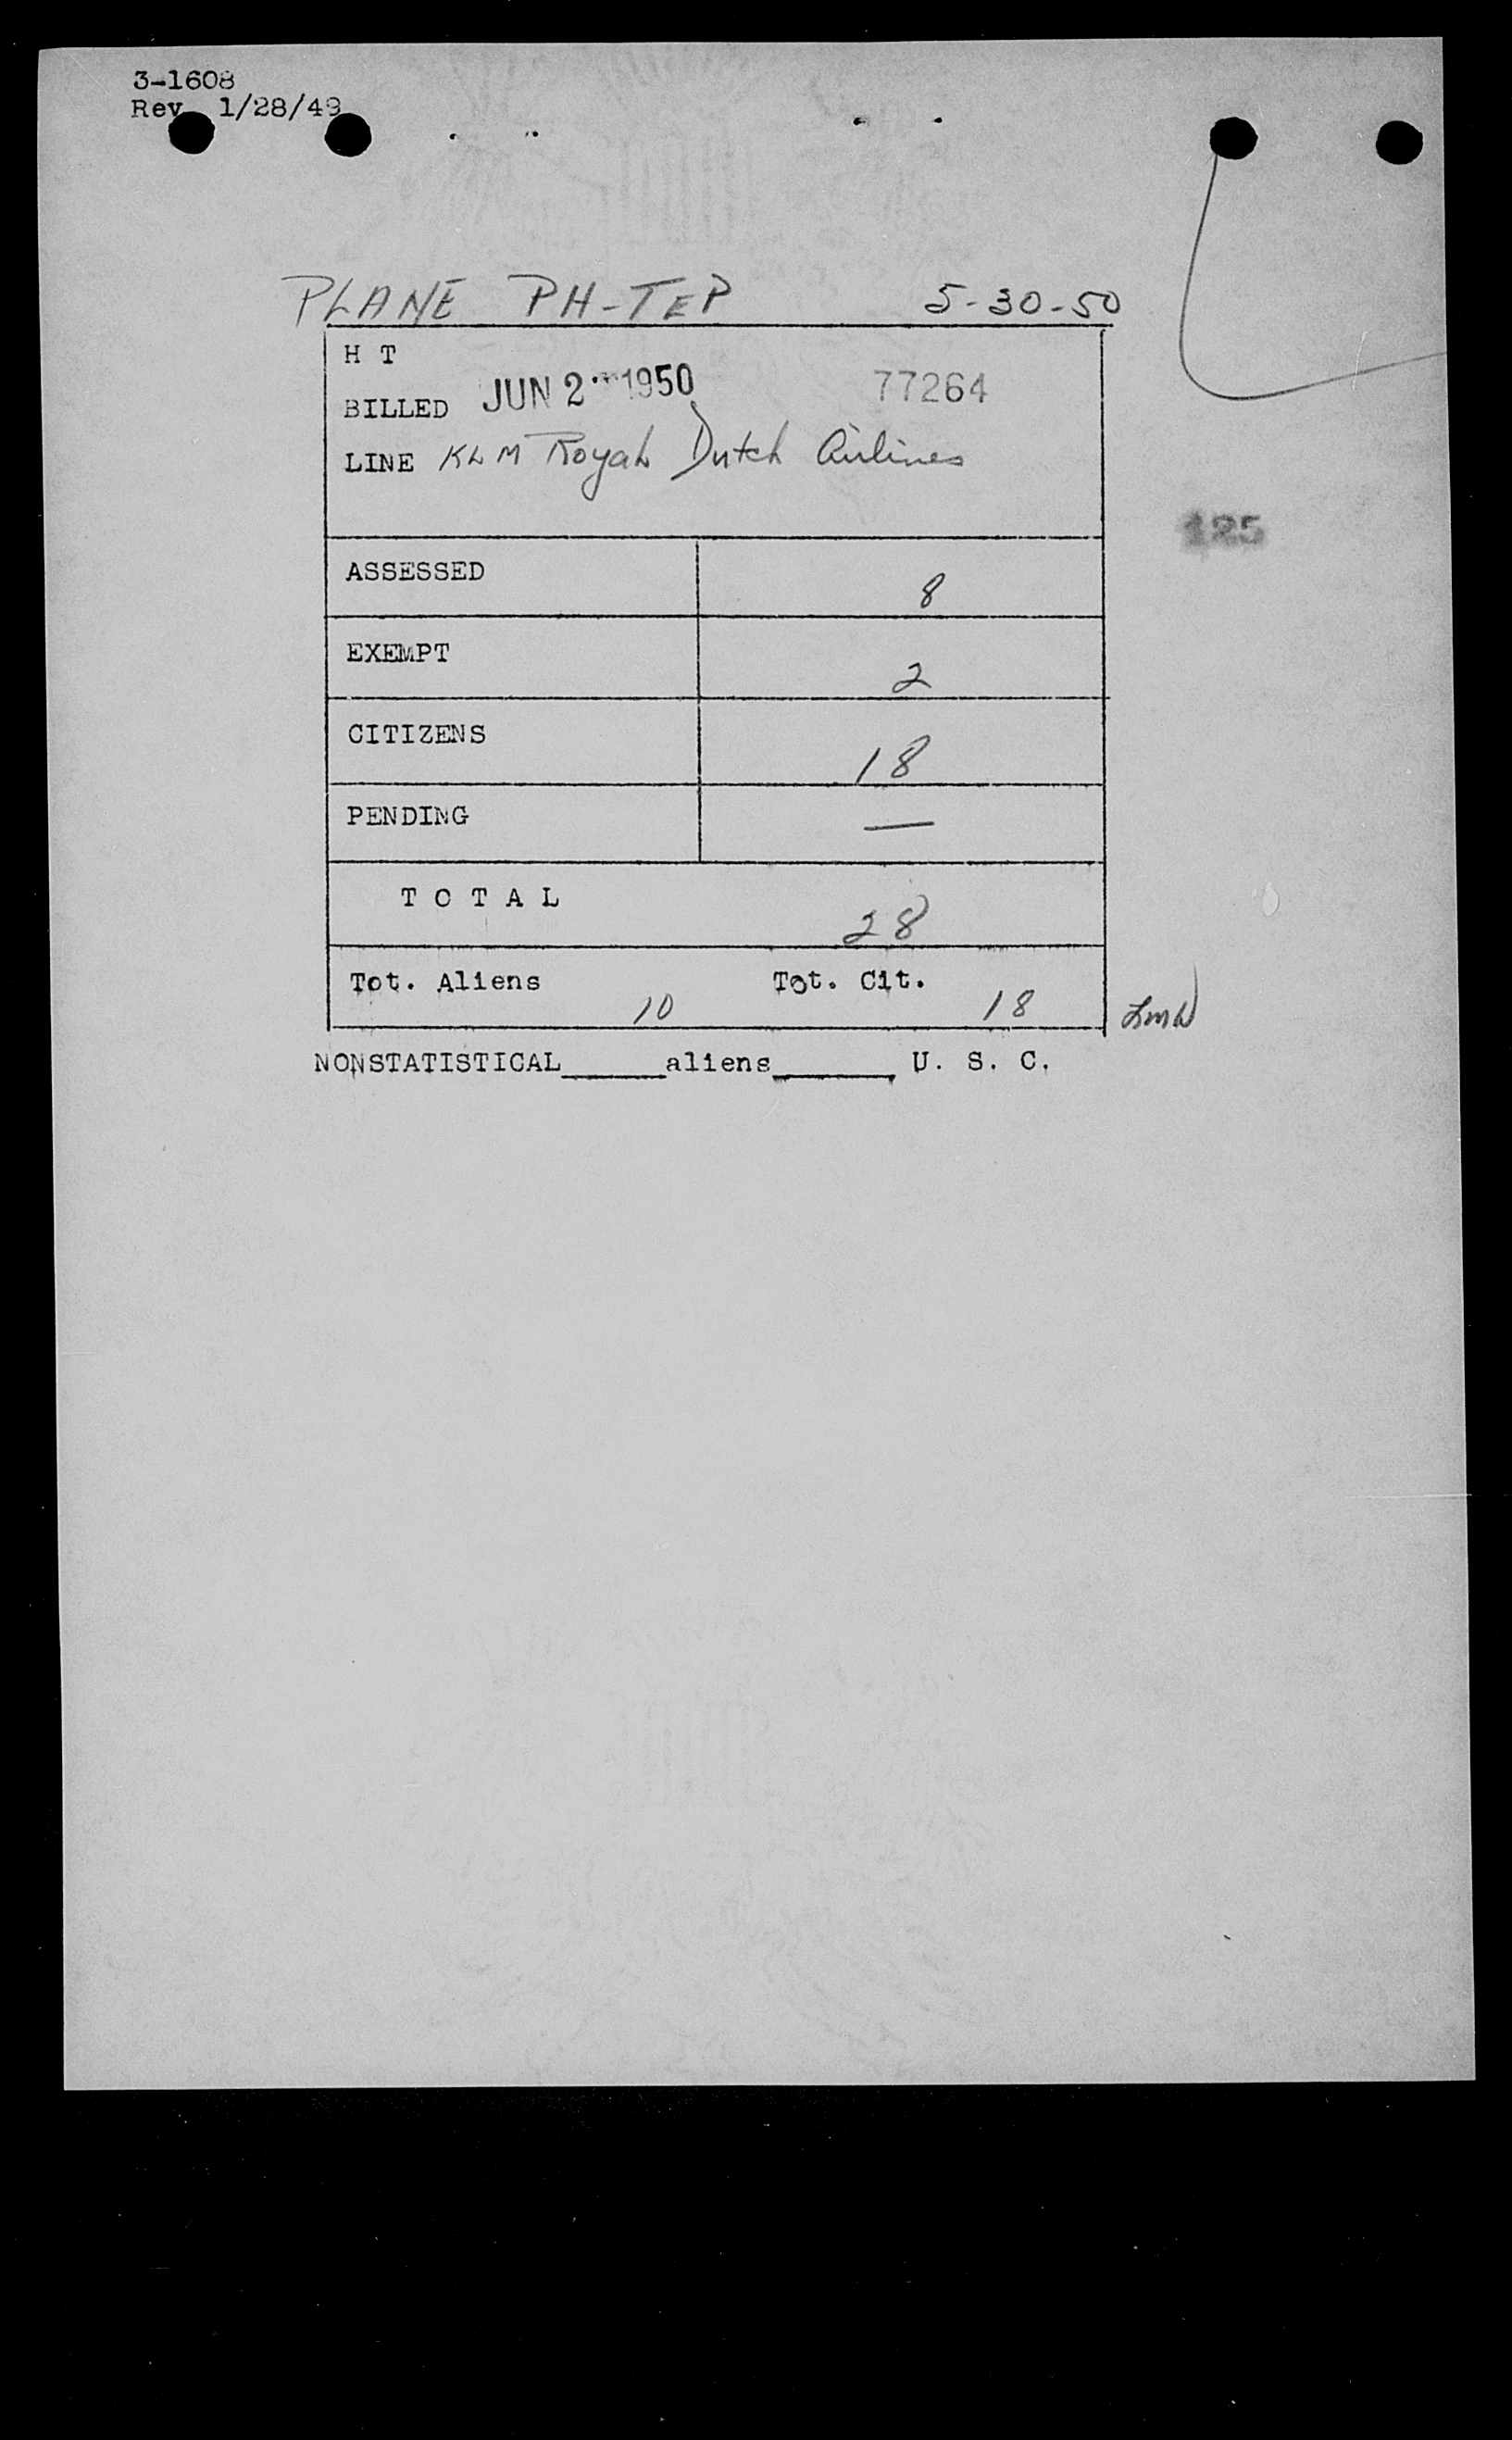 3-1608
Rev. 1/28/49
PLANE PH-TEP 5-30-50
H T
BILLED JUN 2 1950 77264
LINE KLM Royal Dutch Airlines
125
ASSESSED 8
EXEMPT 2
CITIZENS 18
PENDING —
TOTAL 28
Tot. Aliens 10 Tot. Cit. 18
NONSTATISTICAL______aliens_______ U. S. C.